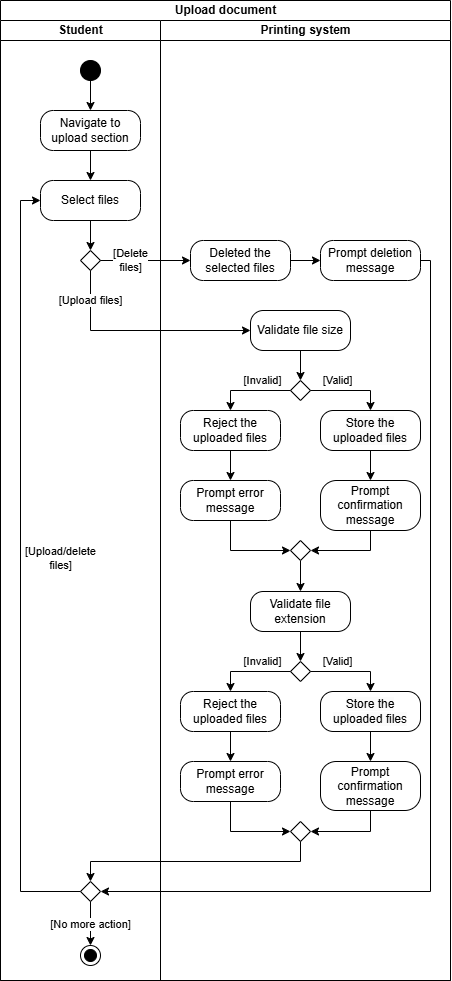 Upload document
Student
Printing system
Navigate to
upload section
Select files
[Delete
files]
Deleted the
selected files
Prompt deletion
message
[Upload files]
Validate file size
[Invalid]
[Valid]
Reject the
uploaded files
Store the
uploaded files
Prompt error
message
Prompt
confirmation
message
[Upload/delete
files]
Validate file
extension
[Invalid]
[Valid]
Reject the
uploaded files
Store the
uploaded files
Prompt error
message
Prompt
confirmation
message
[No more action]